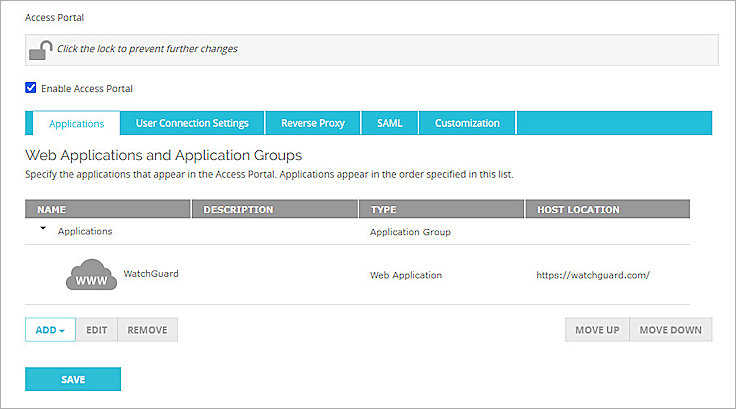 Access Portal
Click the lock to prevent further changes
Enable Access Portal
Applications User Connection Settings Reverse Proxy SAML Customization
Web Applications and Application Groups
Specify the applications that appear in the Access Portal. Applications appear in the order specified in this list.
NAME DESCRIPTION TYPE HOST LOCATION
Applications Application Group
WWW WatchGuard Web Application https://watchguard.com/
ADD EDIT REMOVE MOVE UP MOVE DOWN
SAVE